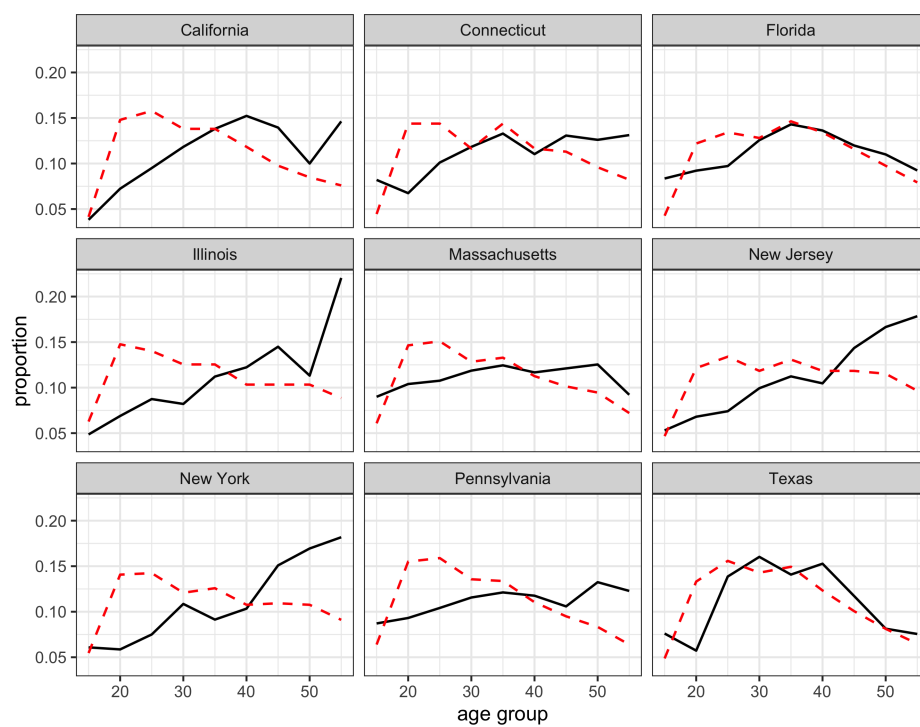 California Connecticut Florida
0.20
0.15
0.10
0.05
Illinois Massachusetts New Jersey
0.20
0.15
0.10
0.05
proportion
New York Pennsylvania Texas
0.20
0.15
0.10
0.05
20 30 40 50 20 30 40 50 20 30 40 50
age group